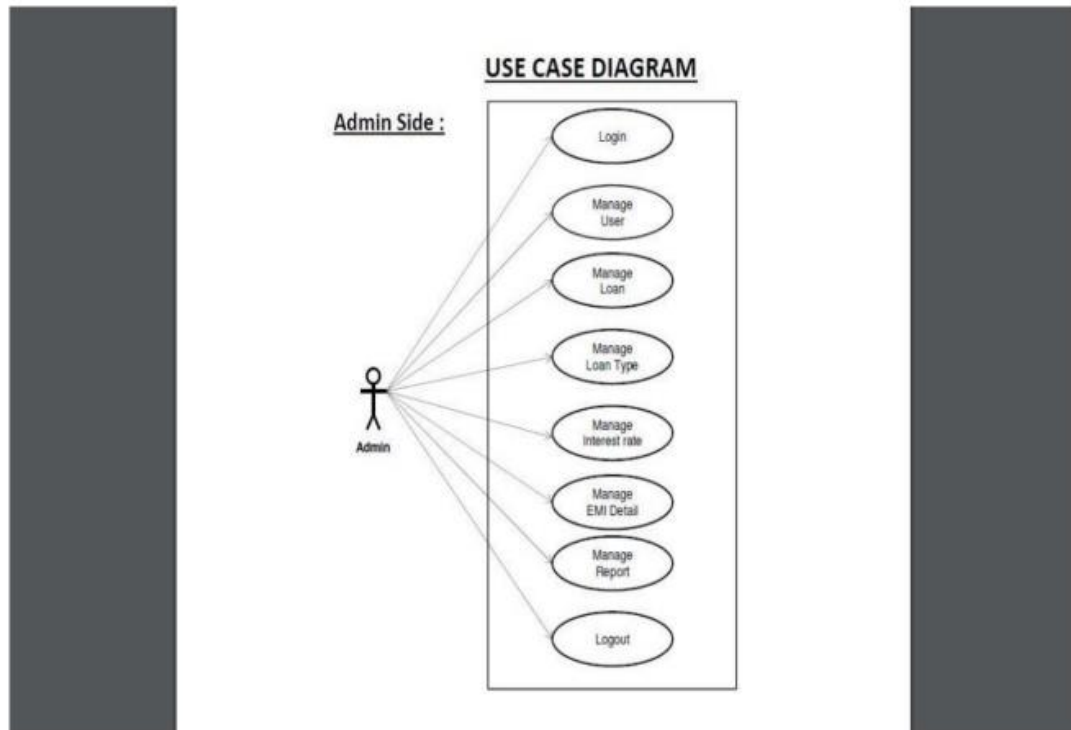 USE CASE DIAGRAM
Admin Side :
Login
Manage
User
Manage
Loan
Manage
Loan Type
Manage
Interest rate
Admin
Manage
EMI Detail
Manage
Report
Logout